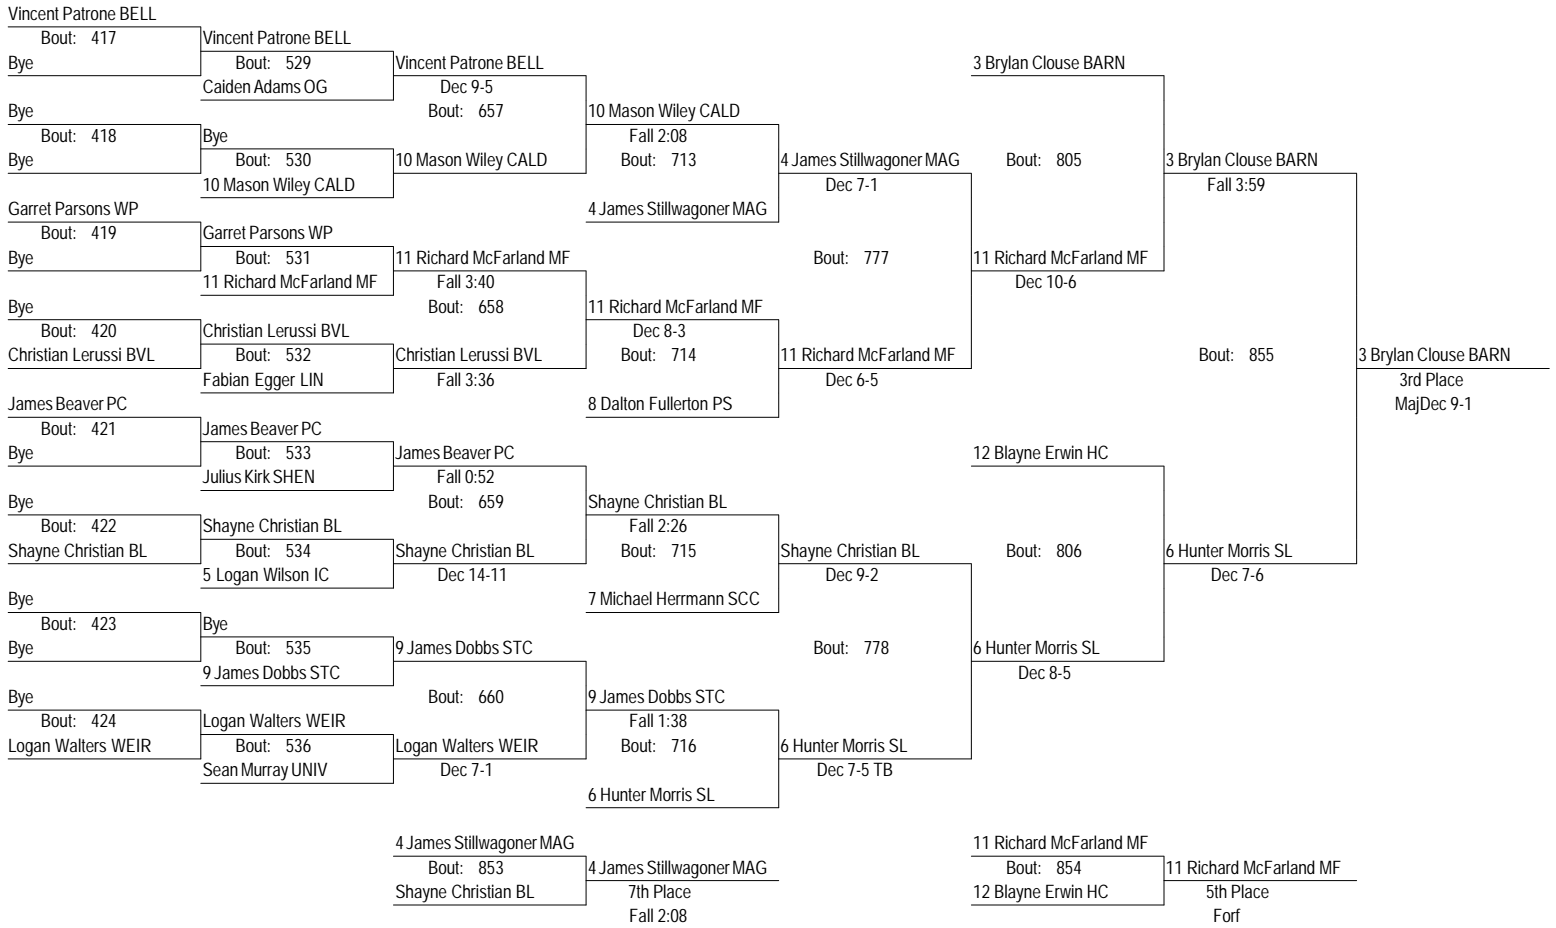 Vincent Patrone BELL
Bout: 417
Vincent Patrone BELL
Bye
Bout: 529
Vincent Patrone BELL
3 Brylan Clouse BARN
Caiden Adams OG
Dec 9-5
Bye
Bout: 657
10 Mason Wiley CALD
Bout: 418
Bye
Fall 2:08
Bye
Bout: 530
10 Mason Wiley CALD
Bout: 713
4 James Stillwagoner MAG
Bout: 805
3 Brylan Clouse BARN
10 Mason Wiley CALD
Dec 7-1
Fall 3:59
Garret Parsons WP
4 James Stillwagoner MAG
Bout: 419
Garret Parsons WP
Bye
Bout: 531
11 Richard McFarland MF
Bout: 777
11 Richard McFarland MF
11 Richard McFarland MF
Fall 3:40
Dec 10-6
Bye
Bout: 658
11 Richard McFarland MF
Bout: 420
Christian Lerussi BVL
Dec 8-3
Christian Lerussi BVL
Bout: 532
Christian Lerussi BVL
Bout: 714
11 Richard McFarland MF
Bout: 855
3 Brylan Clouse BARN
Fabian Egger LIN
Fall 3:36
Dec 6-5
3rd Place
James Beaver PC
8 Dalton Fullerton PS
MajDec 9-1
Bout: 421
James Beaver PC
Bye
Bout: 533
James Beaver PC
12 Blayne Erwin HC
Julius Kirk SHEN
Fall 0:52
Bye
Bout: 659
Shayne Christian BL
Bout: 422
Shayne Christian BL
Fall 2:26
Shayne Christian BL
Bout: 534
Shayne Christian BL
Bout: 715
Shayne Christian BL
Bout: 806
6 Hunter Morris SL
5 Logan Wilson IC
Dec 14-11
Dec 9-2
Dec 7-6
Bye
7 Michael Herrmann SCC
Bout: 423
Bye
Bye
Bout: 535
9 James Dobbs STC
Bout: 778
6 Hunter Morris SL
9 James Dobbs STC
Dec 8-5
Bye
Bout: 660
9 James Dobbs STC
Bout: 424
Logan Walters WEIR
Fall 1:38
Logan Walters WEIR
Bout: 536
Logan Walters WEIR
Bout: 716
6 Hunter Morris SL
Sean Murray UNIV
Dec 7-1
Dec 7-5 TB
6 Hunter Morris SL
4 James Stillwagoner MAG
11 Richard McFarland MF
Bout: 853
4 James Stillwagoner MAG
Bout: 854
11 Richard McFarland MF
Shayne Christian BL
7th Place
12 Blayne Erwin HC
5th Place
Fall 2:08
Forf